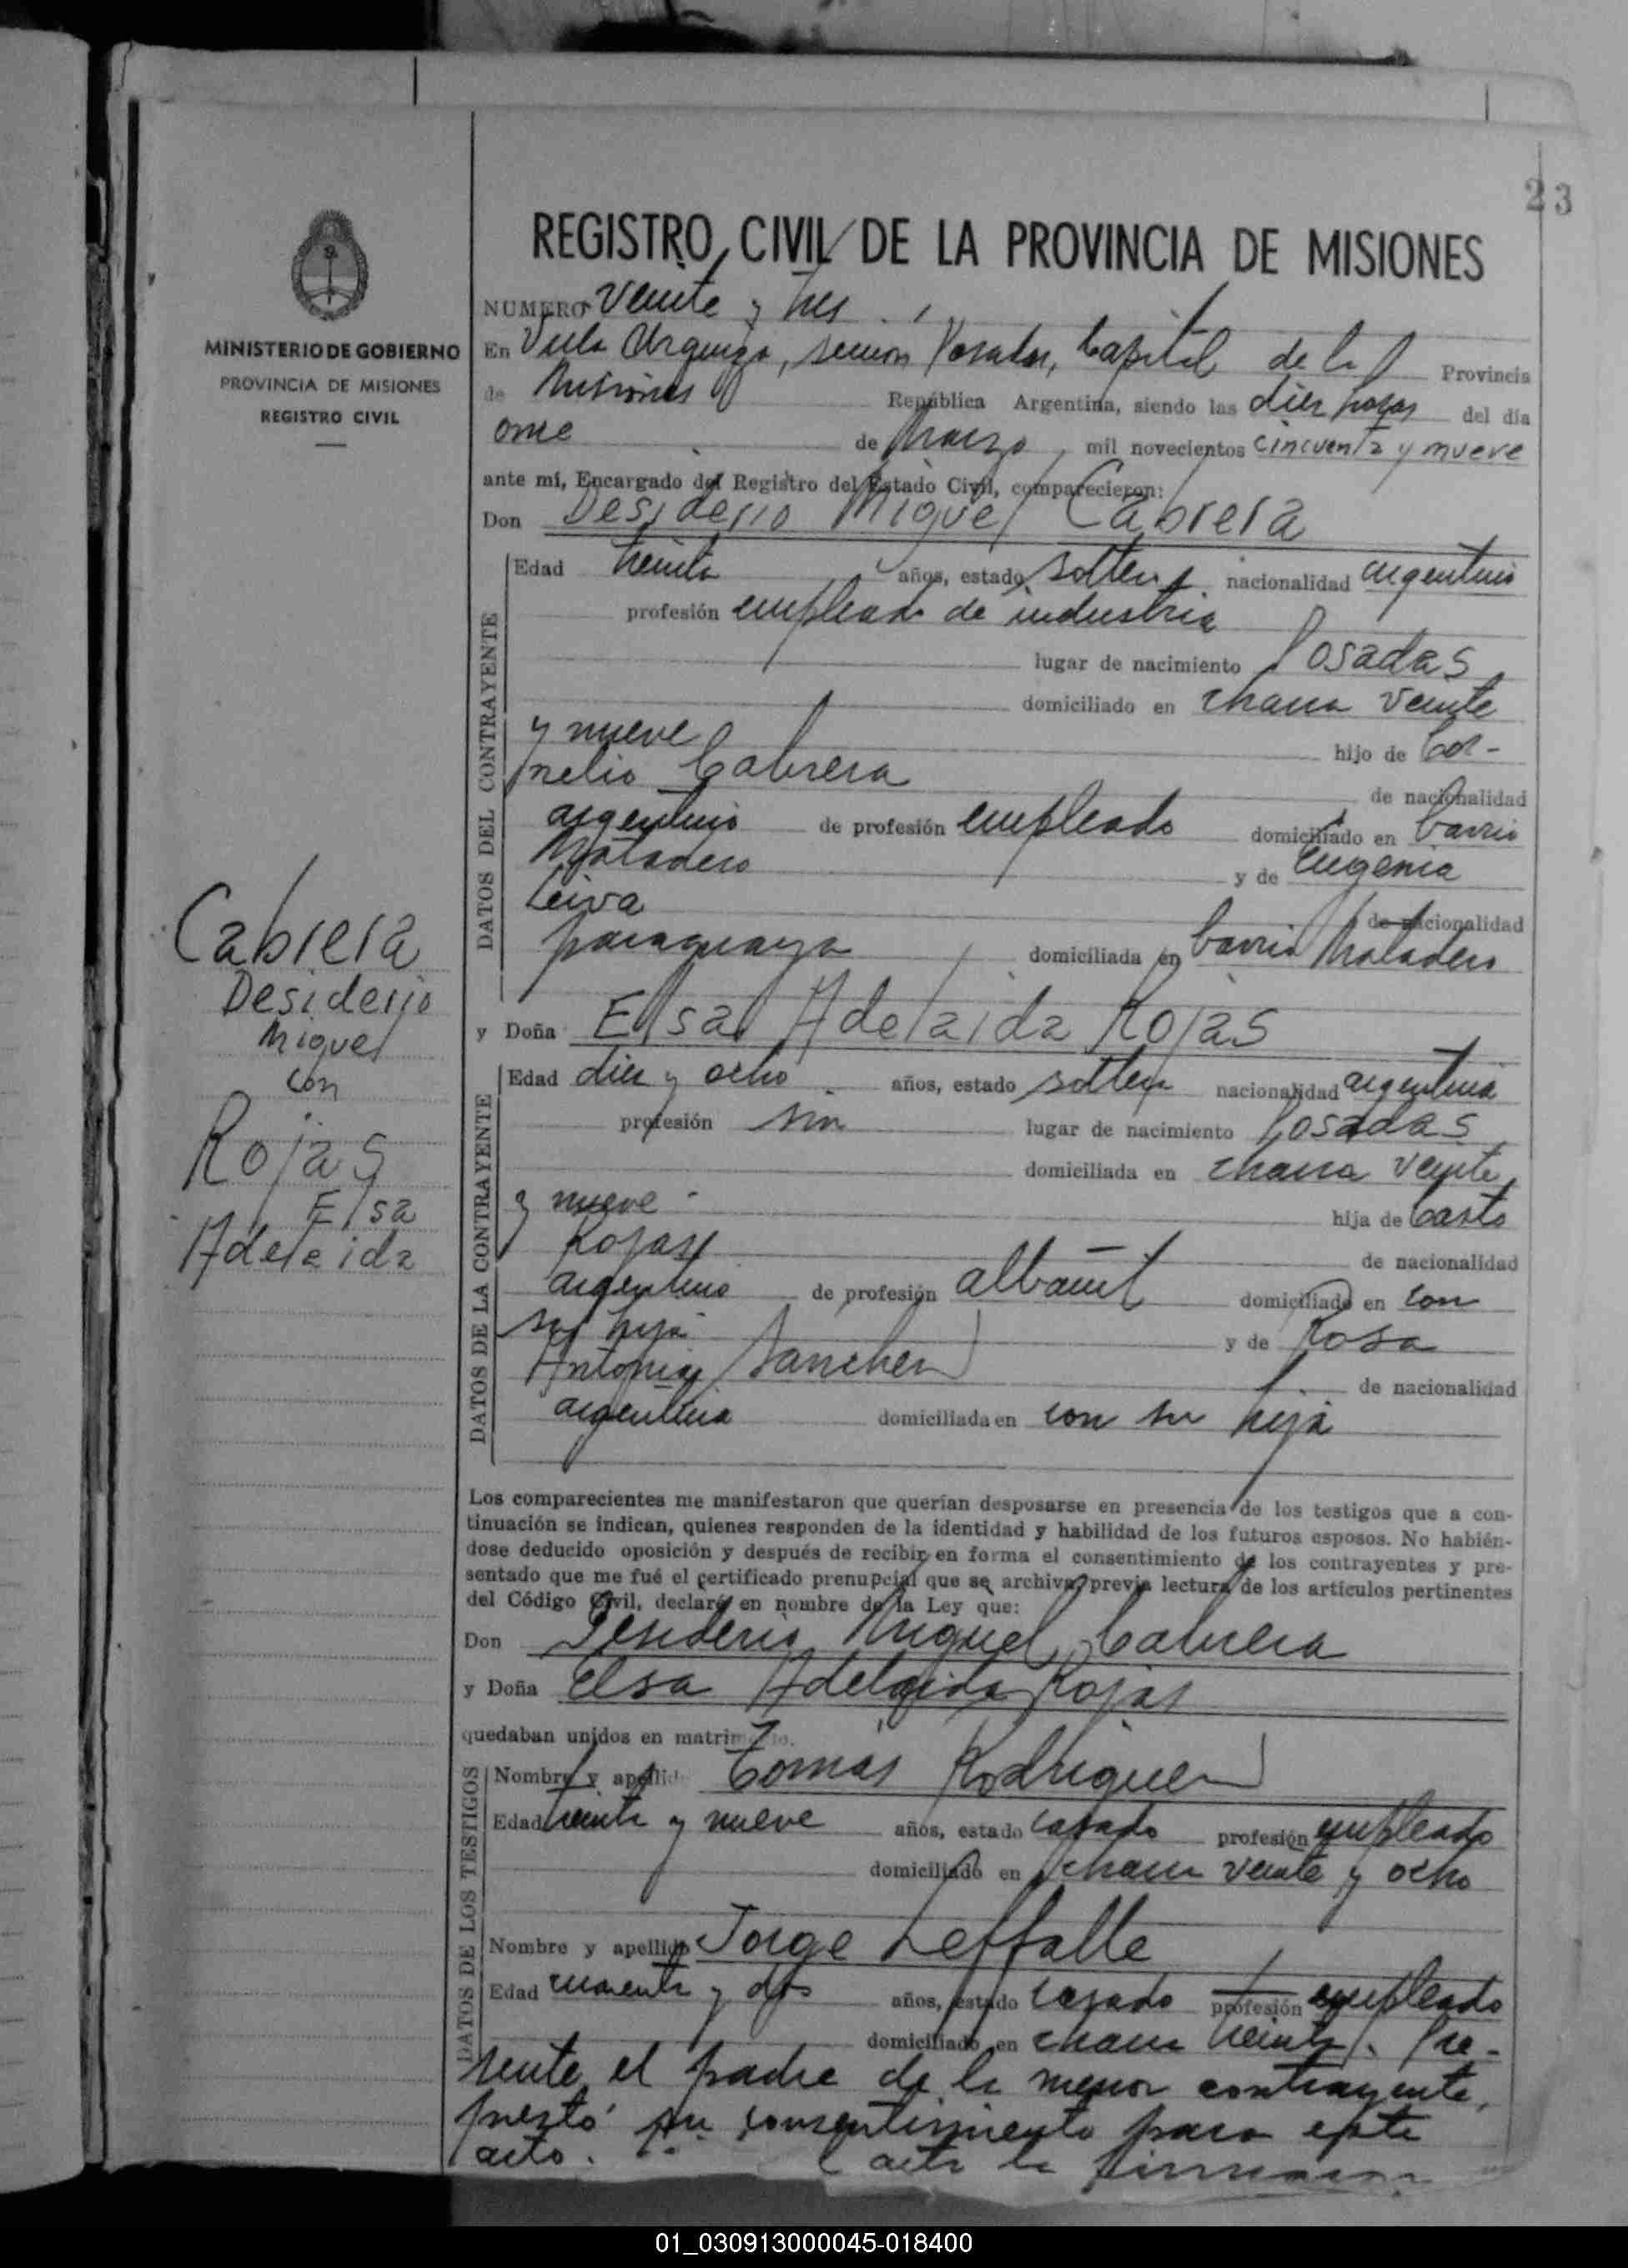 23
REGISTRO CIVIL DE LA PROVINCIA DE MISIONES
MINISTERIO DE GOBIERNO
PROVINCIA DE MISIONES
REGISTRO CIVIL
NUMERO Veinte y tres
En Villa Urquiza, seccion Posadas, Capital de la Provincia
de Misiones República Argentina, siendo las diez horas del día
once de Marzo, mil novecientos cincuenta y nueve
ante mí, Encargado del Registro del Estado Civil, comparecieron:
Don Desiderio Miguel Cabrera
DATOS DEL CONTRAYENTE
Edad treinta años, estado soltero nacionalidad argentino
profesión empleado de industria
lugar de nacimiento Posadas
domiciliado en chacra veinte
y nueve hijo de Cor-
nelio Cabrera de nacionalidad
argentino de profesión empleado domiciliado en barrio
Matadero y de Eugenia
Leiva de nacionalidad
paraguaya domiciliada en barrio Matadero
Cabrera
Desiderio
Miguel
con
Rojas
Elsa
Adelaida
y Doña Elsa Adelaida Rojas
DATOS DE LA CONTRAYENTE
Edad diez y ocho años, estado soltera nacionalidad argentina
profesión sin lugar de nacimiento Posadas
domiciliada en chacra veinte
y nueve - hija de Casto
Rojas de nacionalidad
argentino de profesión albañil domiciliado en con
su hija y de Rosa
Antonia Sanchez de nacionalidad
argentina domiciliada en con su hija
Los comparecientes me manifestaron que querían desposarse en presencia de los testigos que a con-
tinuación se indican, quienes responden de la identidad y habilidad de los futuros esposos. No habién-
dose deducido oposición y después de recibir en forma el consentimiento de los contrayentes y pre-
sentado que me fué el certificado prenupcial que se archiva, previa lectura de los artículos pertinentes
del Código Civil, declaré en nombre de la Ley que:
Don Desiderio Miguel Cabrera
y Doña Elsa Adelaida Rojas
quedaban unidos en matrimonio.
DATOS DE LOS TESTIGOS
Nombre y apellido Tomás Rodriguez
Edad treinta y nueve años, estado casado profesión empleado
domiciliado en chacra veinte y ocho
Nombre y apellido Jorge
Edad cuarenta y dos años, estado casado profesión empleado
domiciliado en chacra treinta. Pre-
sente el padre de la menor contrayente,
prestó su consentimiento para este
acto. acta la
01_030913000045-018400